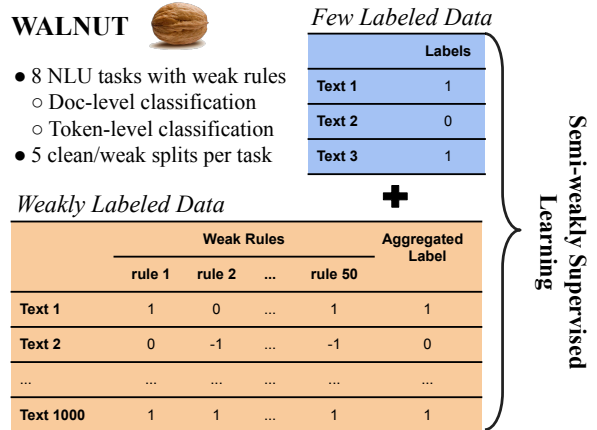 WALNUT
● 8 NLU tasks with weak rules
○ Doc-level classification
○ Token-level classification
● 5 clean/weak splits per task
Few Labeled Data
Labels
Text 1 1
Text 2 0
Text 3 1
+
Weakly Labeled Data
Weak Rules Aggregated Label
rule 1 rule 2 ... rule 50
Text 1 1 0 ... 1 1
Text 2 0 -1 ... -1 0
... ... ... ... ... ...
Text 1000 1 1 ... 1 1
Semi-weakly Supervised
Learning